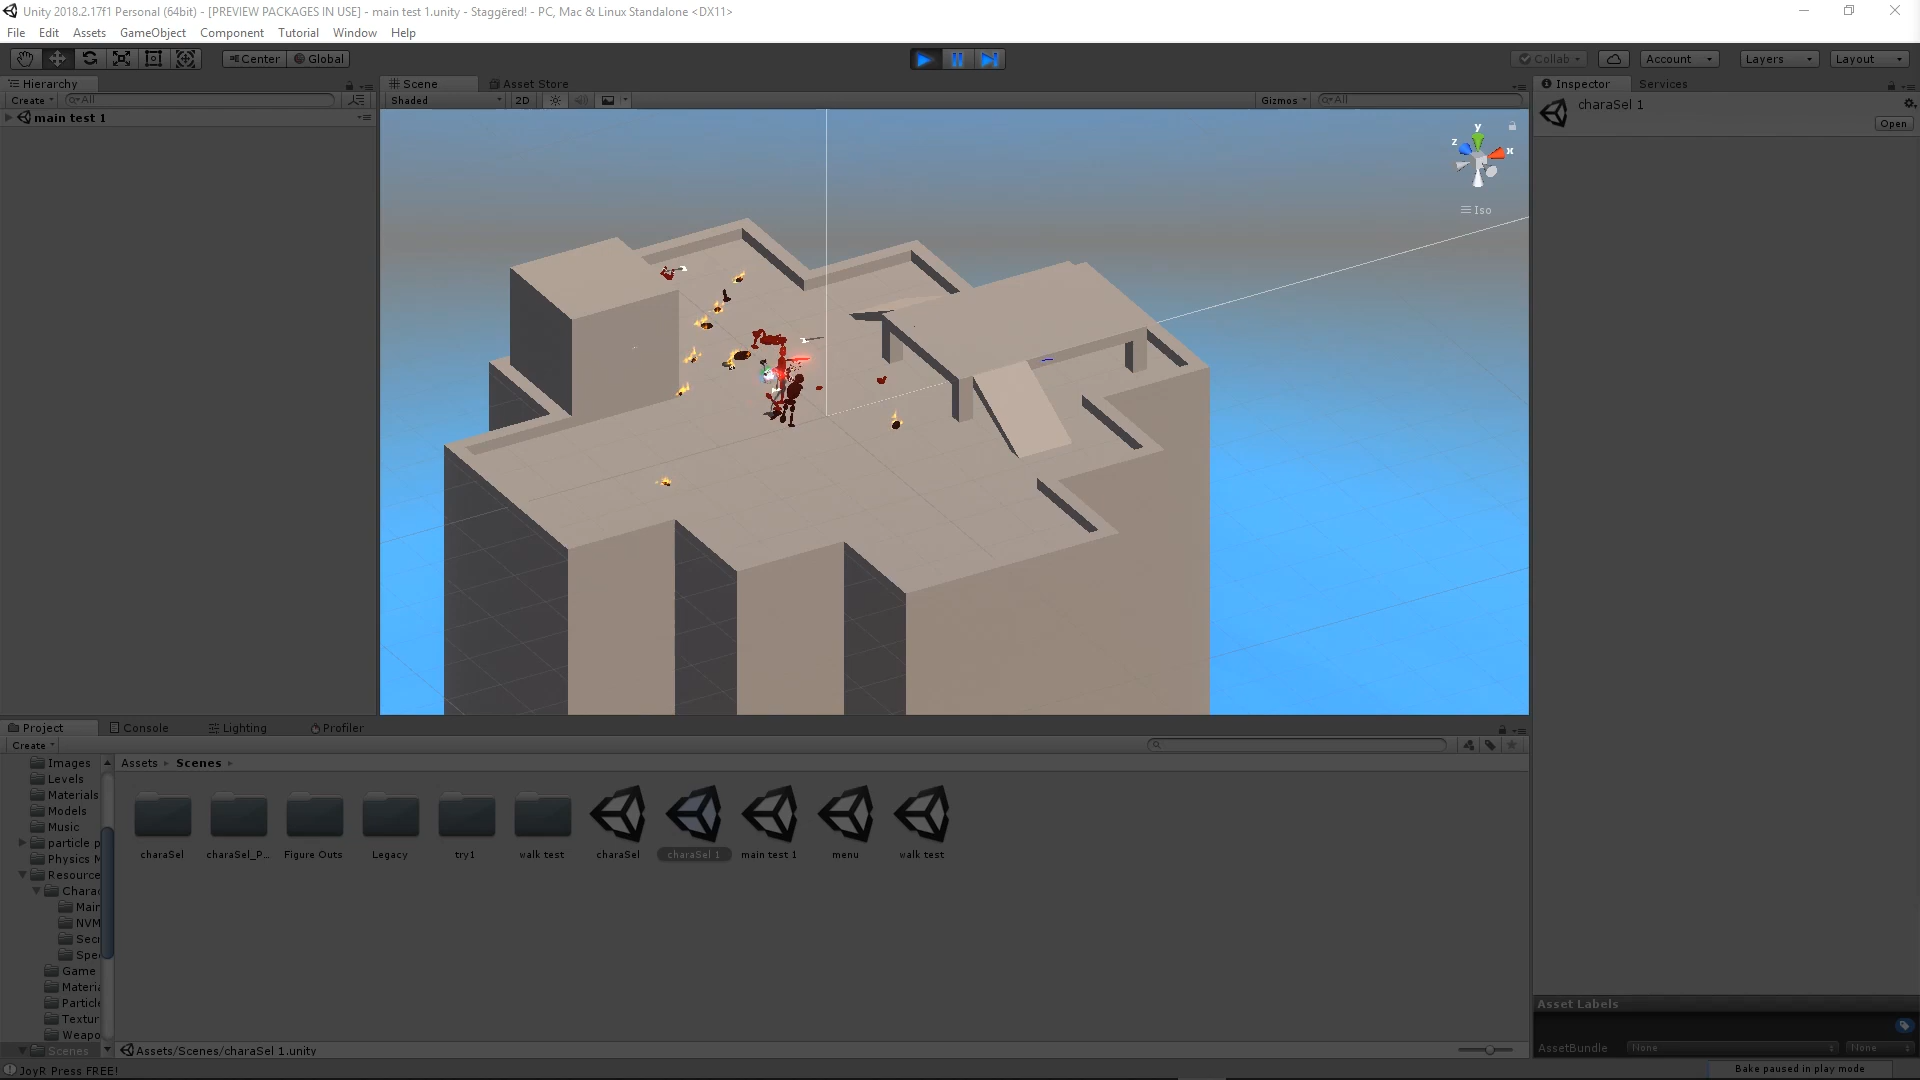 Unity 2018.2.17f1 Personal (64bit) - [PREVIEW PACKAGES IN USE] - main test 1.unity - Staggëred! - PC, Mac & Linux Standalone <DX11>
File Edit Assets GameObject Component Tutorial Window Help
Center Global Collab Account Layers Layout
Hierarchy Scene Asset Store Inspector Services
Create All Shaded 2D Gizmos All
charaSel 1
Open
main test 1
y
z x
Iso
Project Console Lighting Profiler
Create
Assets Scenes
Images
Levels
Materials
Models
Music
particle p
Physics M
Resource
Charac
Mair
NVM
Secr
Spec
Game
Materia
Particle
Textur
Weapo
Scenes
charaSel charaSel_P... Figure Outs Legacy try1 walk test charaSel charaSel 1 main test 1 menu walk test
Asset Labels
AssetBundle None None
Assets/Scenes/charaSel 1.unity
JoyR Press FREE!
Bake paused in play mode